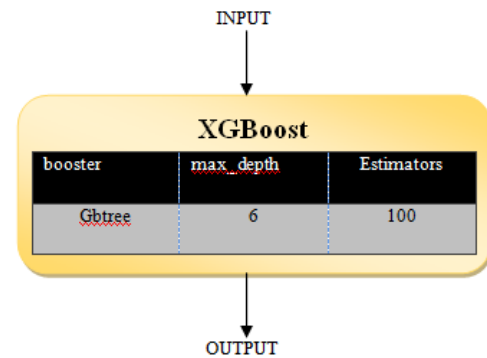 INPUT
XGBoost
booster max_depth Estimators
Gbtree 6 100
OUTPUT